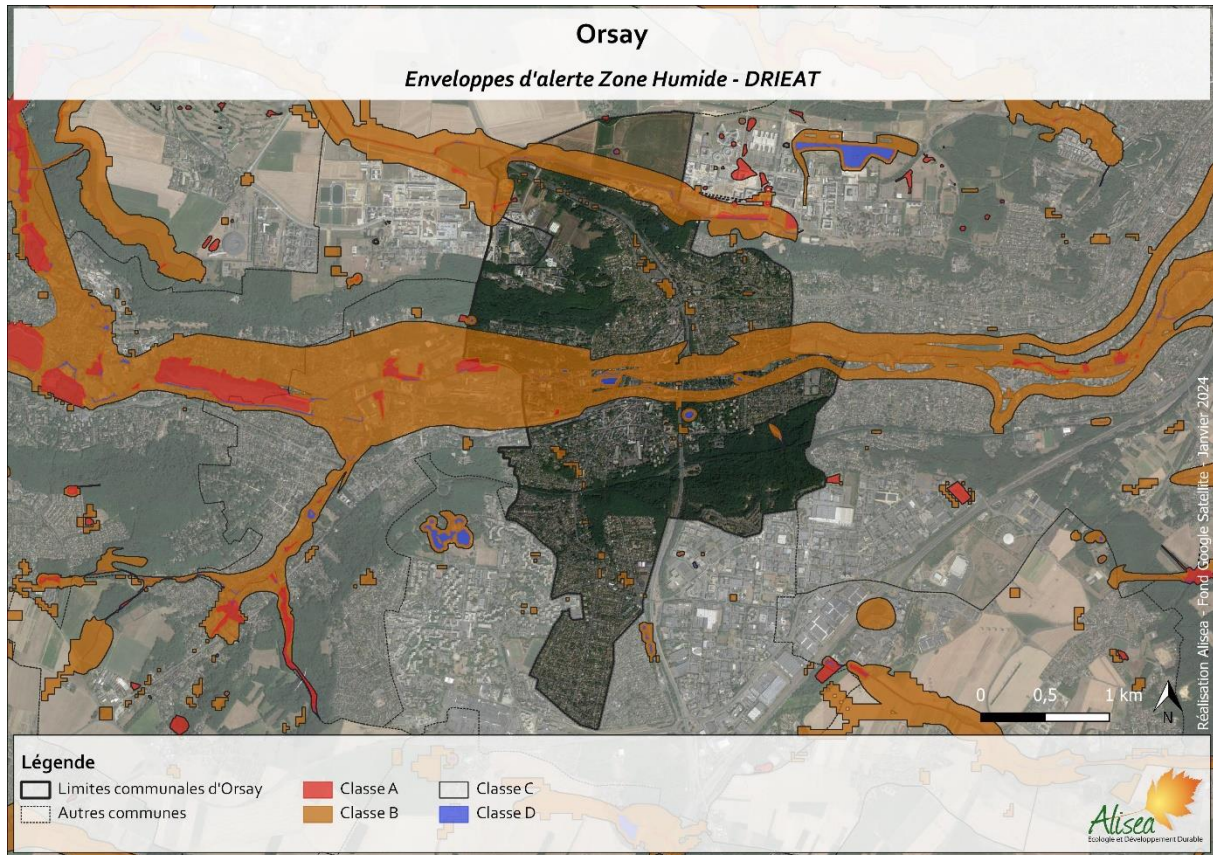 Orsay
Enveloppes d'alerte Zone Humide - DRIEAT
Réalisation Alisea - Fond Google Satellite - Janvier 2024
0 0,5 1 km
N
Légende
Limites communales d'Orsay
Autres communes
Classe A
Classe B
Classe C
Classe D
Alisea
Ecologie et Développement Durable